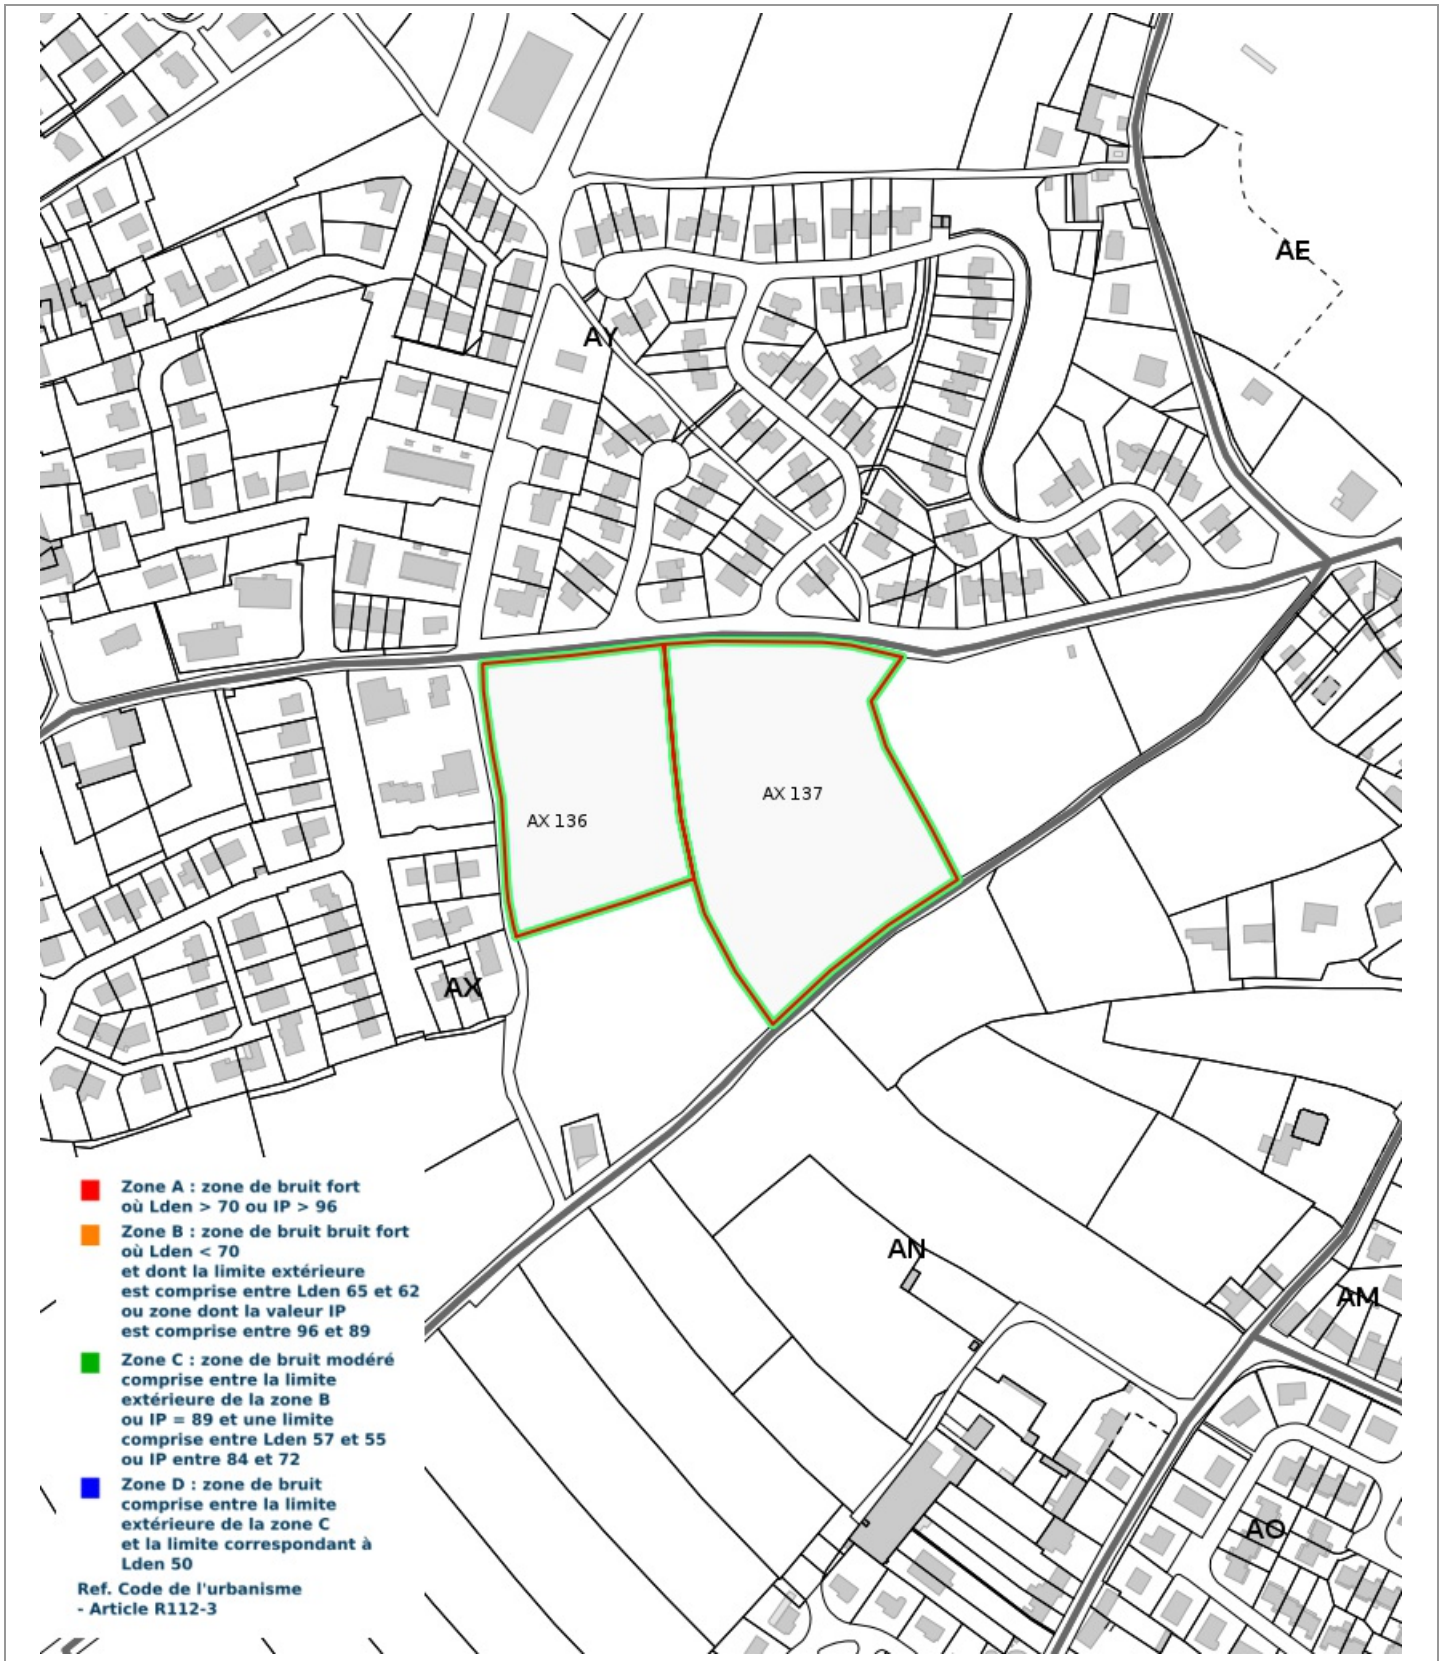 AE
AY
AX 137
AX 136
AX
Zone A : zone de bruit fort
où Lden > 70 ou IP > 96
Zone B : zone de bruit bruit fort
où Lden < 70
et dont la limite extérieure
est comprise entre Lden 65 et 62
ou zone dont la valeur IP
est comprise entre 96 et 89
Zone C : zone de bruit modéré
comprise entre la limite
extérieure de la zone B
ou IP = 89 et une limite
comprise entre Lden 57 et 55
ou IP entre 84 et 72
Zone D : zone de bruit
comprise entre la limite
extérieure de la zone C
et la limite correspondant à
Lden 50
Ref. Code de l'urbanisme
- Article R112-3
AN
AM
AO